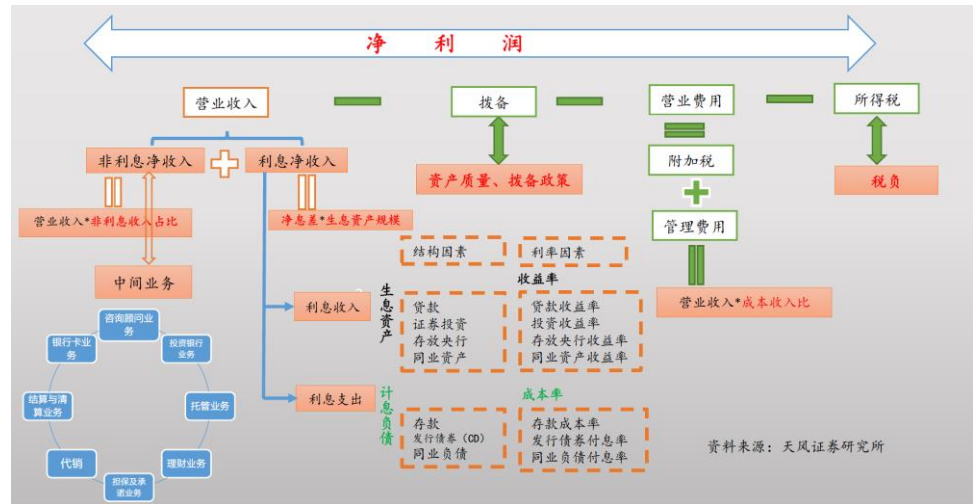 净 利 润
营业收入
拨备
营业费用
所得税
非利息净收入
利息净收入
资产质量、拨备政策
附加税
税负
营业收入*非利息收入占比
净息差*生息资产规模
管理费用
中间业务
结构因素
利率因素
收益率
营业收入*成本收入比
利息收入
生息资产
贷款
证券投资
存放央行
同业资产
贷款收益率
投资收益率
存放央行收益率
同业资产收益率
利息支出
计息负债
成本率
存款
发行债券(CD)
同业负债
存款成本率
发行债券付息率
同业负债付息率
咨询顾问业
务
投资银行
业务
托管业务
理财业务
担保及承
诺业务
代销
结算与清
算业务
银行卡业
务
资料来源：天风证券研究所